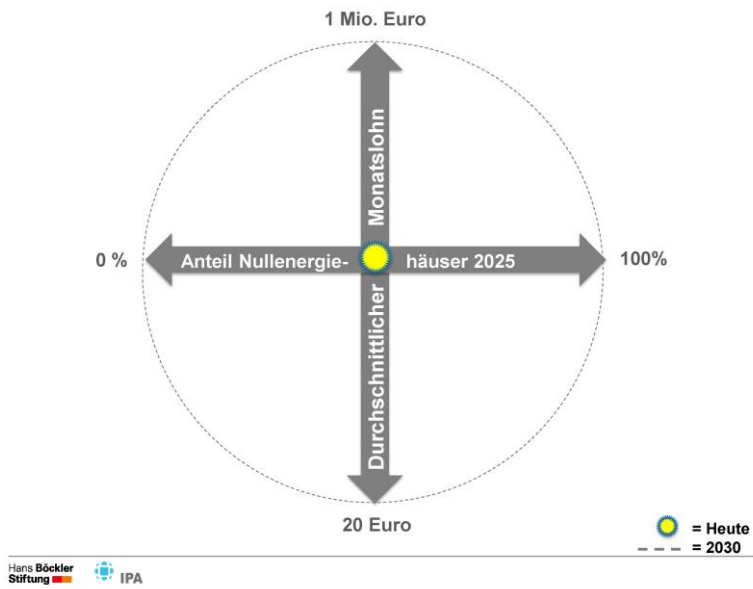 1 Mio. Euro
Durchschnittlicher Monatslohn
0 %
Anteil Nullenergie- häuser 2025
100%
20 Euro
= Heute
= 2030
Hans Böckler
Stiftung
IPA